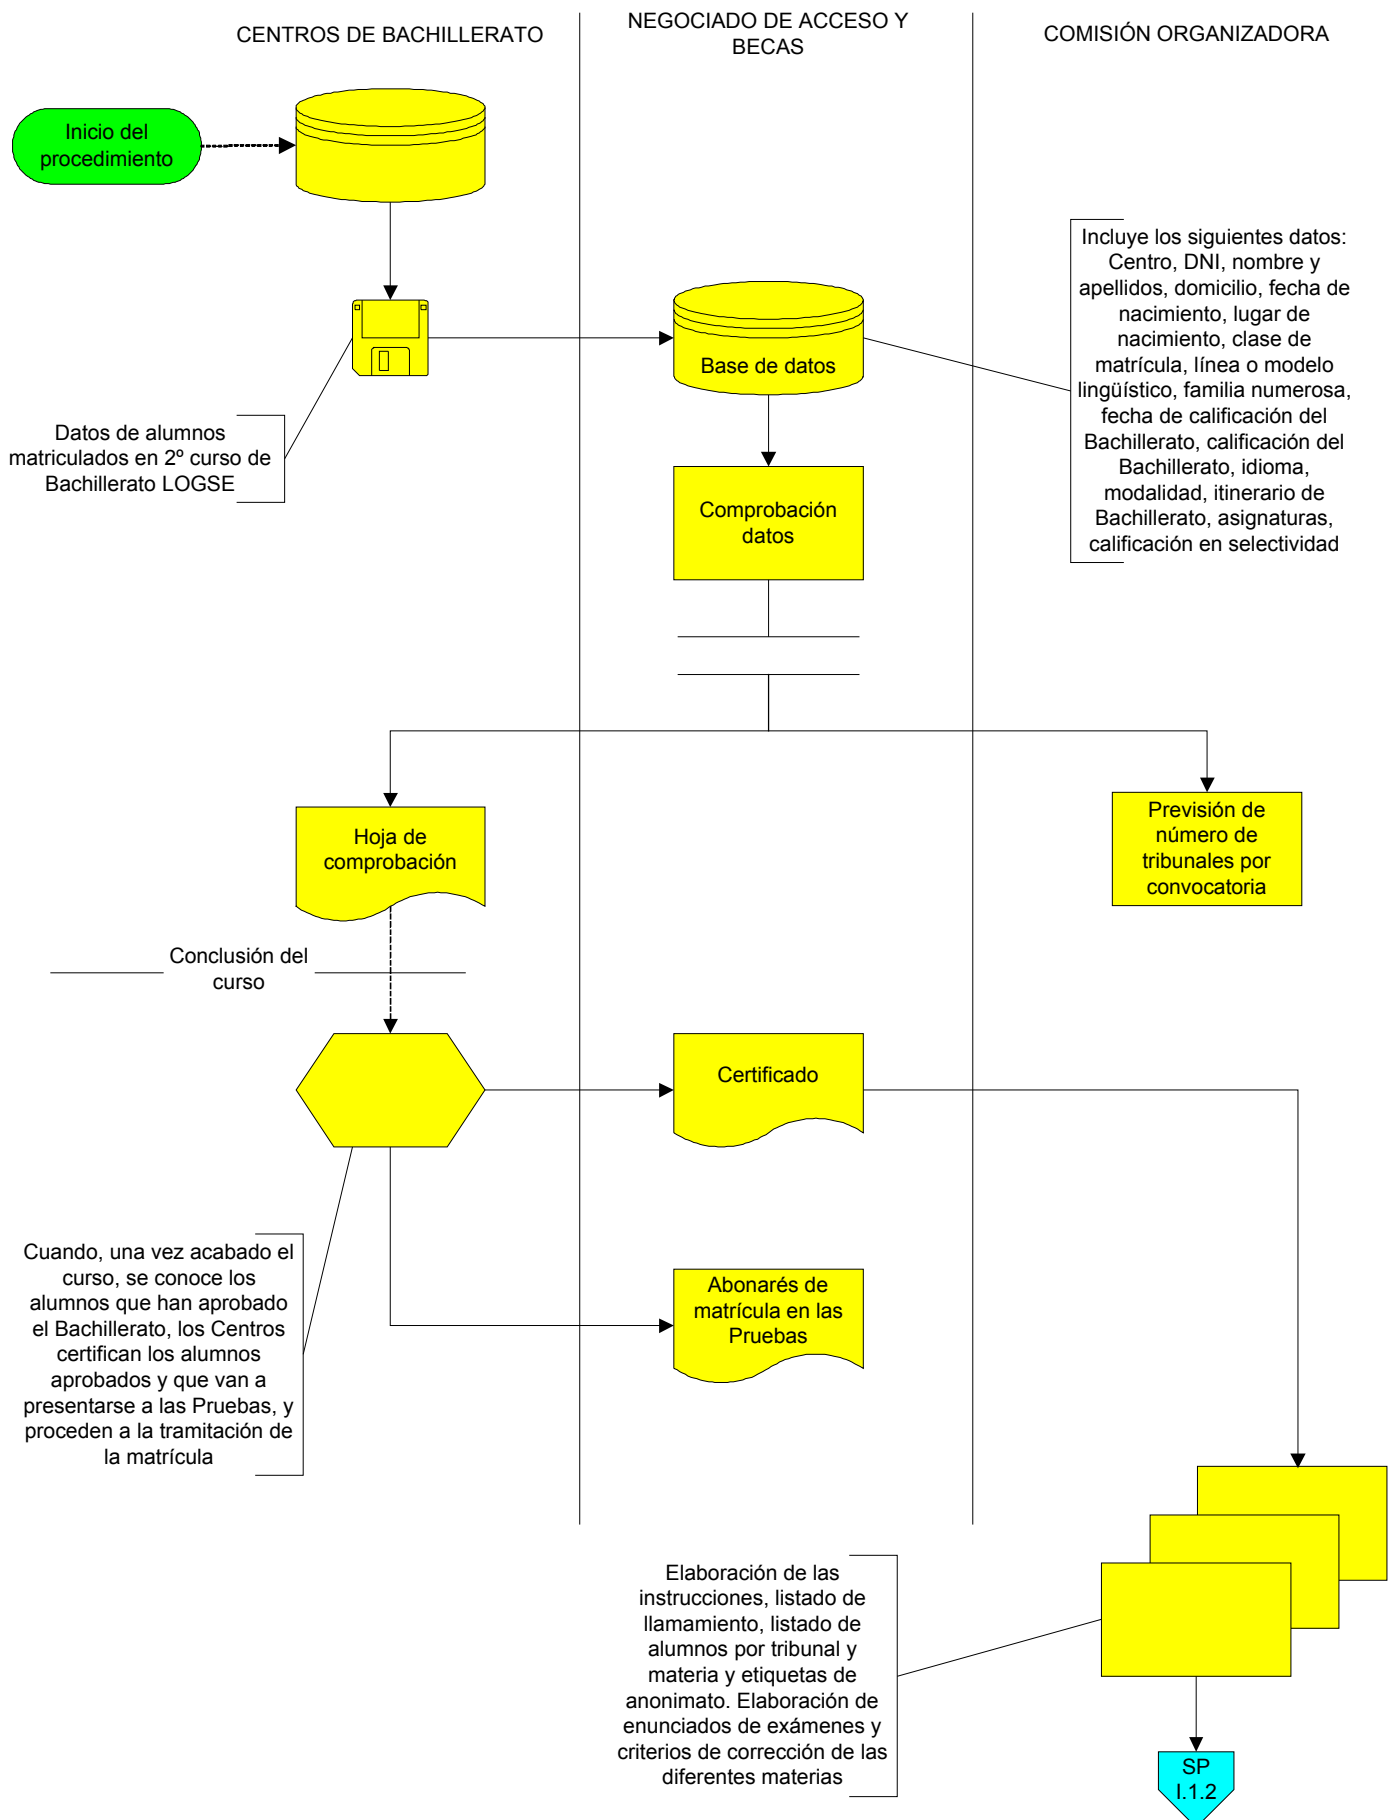 CENTROS DE BACHILLERATO
NEGOCIADO DE ACCESO Y
BECAS
COMISIÓN ORGANIZADORA
Inicio del
procedimiento
Incluye los siguientes datos:
Centro, DNI, nombre y
apellidos, domicilio, fecha de
nacimiento, lugar de
nacimiento, clase de
matrícula, línea o modelo
lingüístico, familia numerosa,
fecha de calificación del
Bachillerato, calificación del
Bachillerato, idioma,
modalidad, itinerario de
Bachillerato, asignaturas,
calificación en selectividad
Base de datos
Datos de alumnos
matriculados en 2º curso de
Bachillerato LOGSE
Comprobación
datos
Hoja de
comprobación
Previsión de
número de
tribunales por
convocatoria
Conclusión del
curso
Certificado
Cuando, una vez acabado el
curso, se conoce los
alumnos que han aprobado
el Bachillerato, los Centros
certifican los alumnos
aprobados y que van a
presentarse a las Pruebas, y
proceden a la tramitación de
la matrícula
Abonarés de
matrícula en las
Pruebas
Elaboración de las
instrucciones, listado de
llamamiento, listado de
alumnos por tribunal y
materia y etiquetas de
anonimato. Elaboración de
enunciados de exámenes y
criterios de corrección de las
diferentes materias
SP
I.1.2